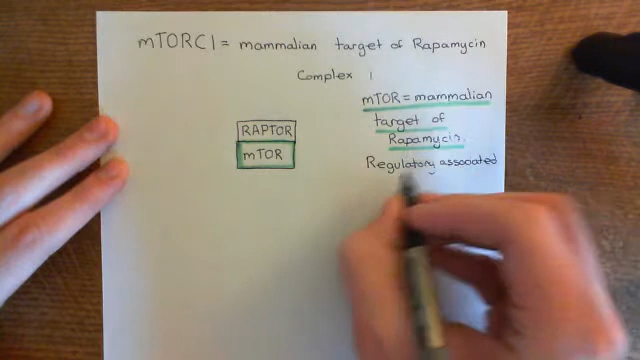 mTORC1 = mammalian target of Rapamycin
Complex 1
mTOR = mammalian
target of
Rapamycin.
RAPTOR
mTOR
Regulatory associated